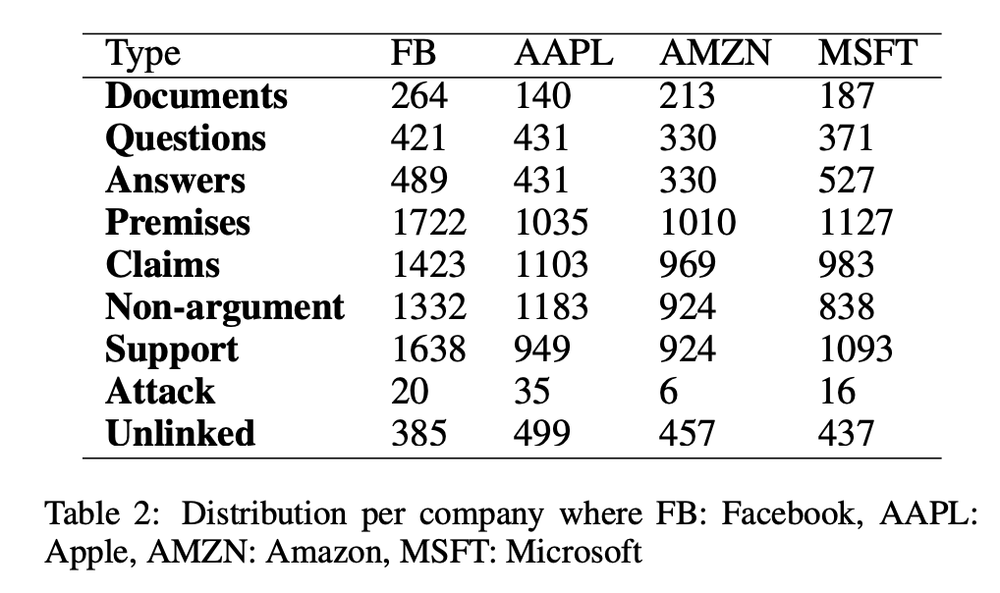 Type FB AAPL AMZN MSFT
Documents 264 140 213 187
Questions 421 431 330 371
Answers 489 431 330 527
Premises 1722 1035 1010 1127
Claims 1423 1103 969 983
Non-argument 1332 1183 924 838
Support 1638 949 924 1093
Attack 20 35 6 16
Unlinked 385 499 457 437
Table 2: Distribution per company where FB: Facebook, AAPL:
Apple, AMZN: Amazon, MSFT: Microsoft